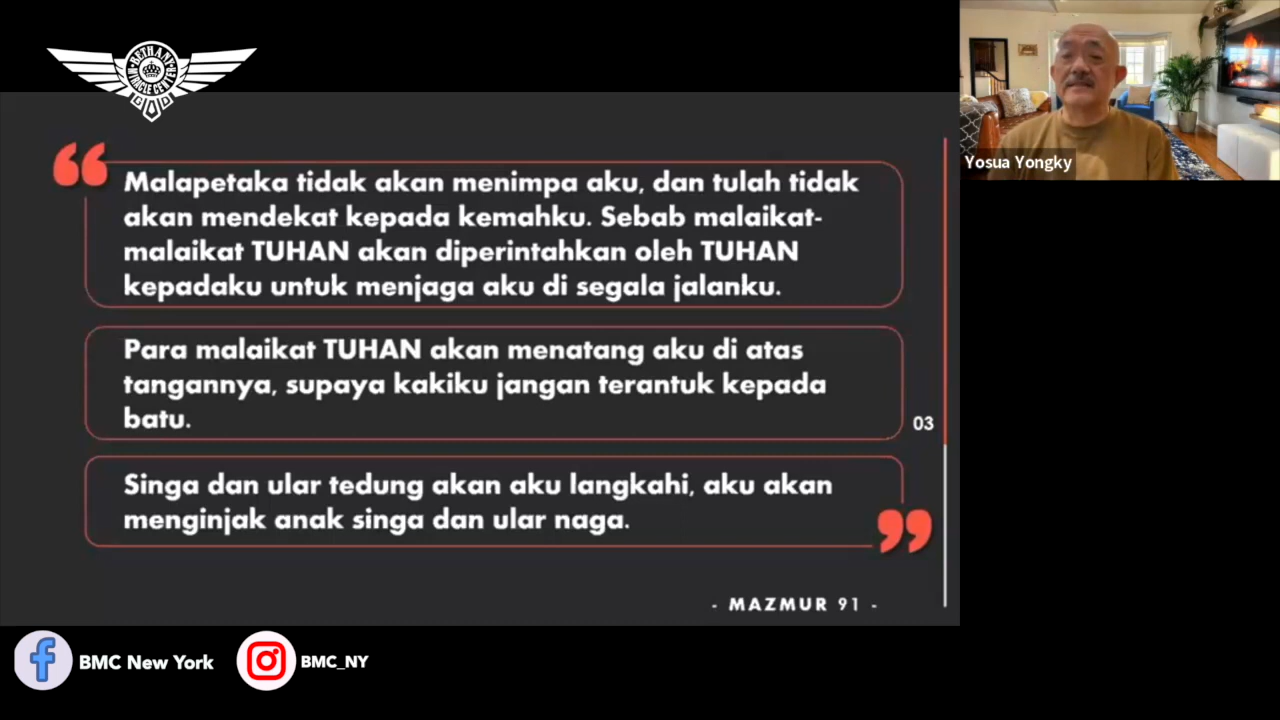 BETHANY
MIRACLE CENTER
Yosua Yongky
Malapetaka tidak akan menimpa aku, dan tulah tidak
akan mendekat kepada kemahku. Sebab malaikat-
malaikat TUHAN akan diperintahkan oleh TUHAN
kepadaku untuk menjaga aku di segala jalanku.
Para malaikat TUHAN akan menatang aku di atas
tangannya, supaya kakiku jangan terantuk kepada
batu.
03
Singa dan ular tedung akan aku langkahi, aku akan
menginjak anak singa dan ular naga.
- MAZMUR 91 -
BMC New York
BMC_NY